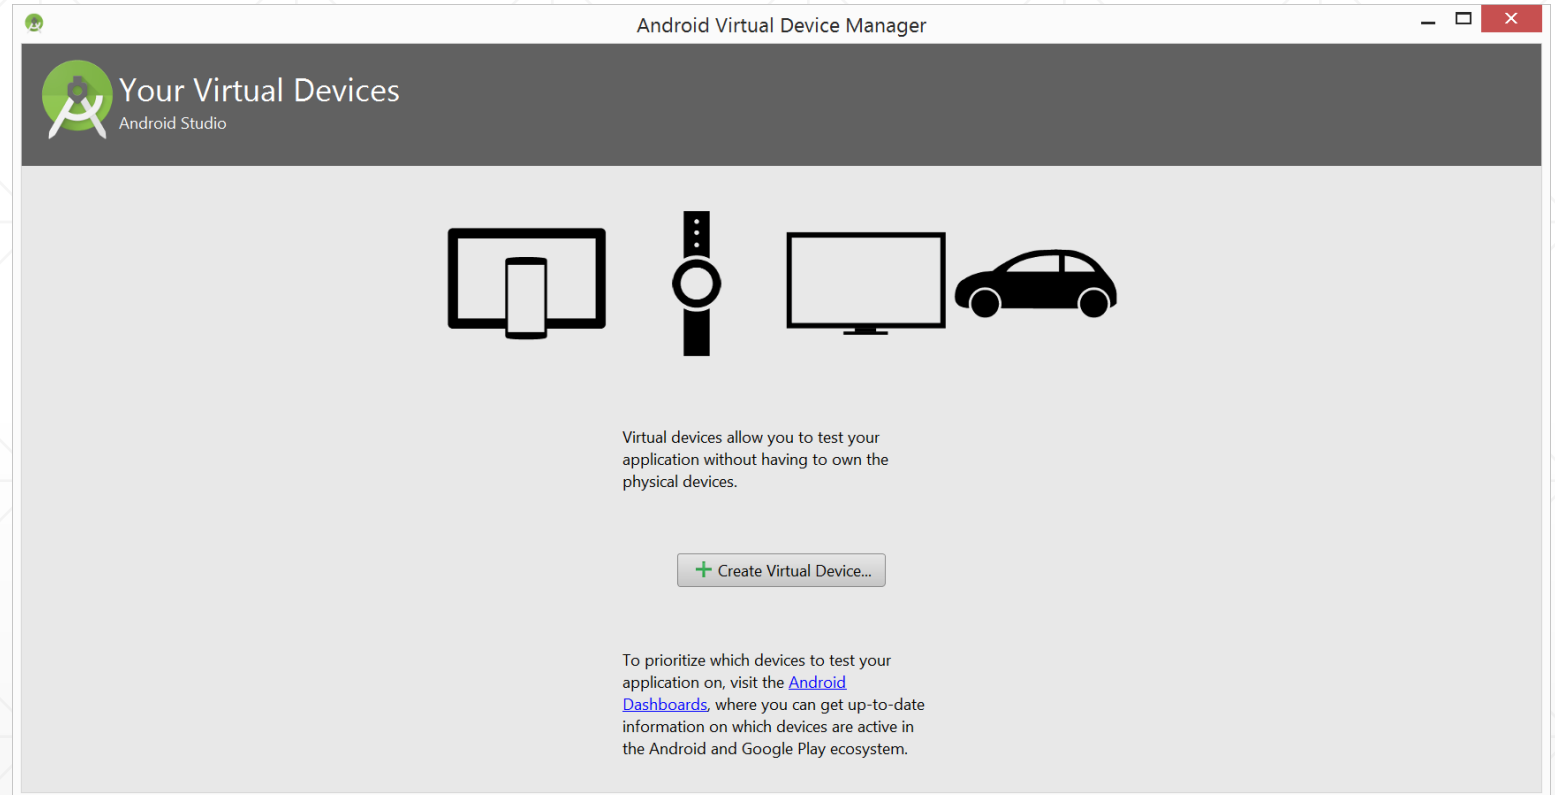 Android Virtual Device Manager
Your Virtual Devices
Android Studio
Virtual devices allow you to test your
application without having to own the
physical devices.
Create Virtual Device...
To prioritize which devices to test your
application on, visit the Android
Dashboards, where you can get up-to-date
information on which devices are active in
the Android and Google Play ecosystem.